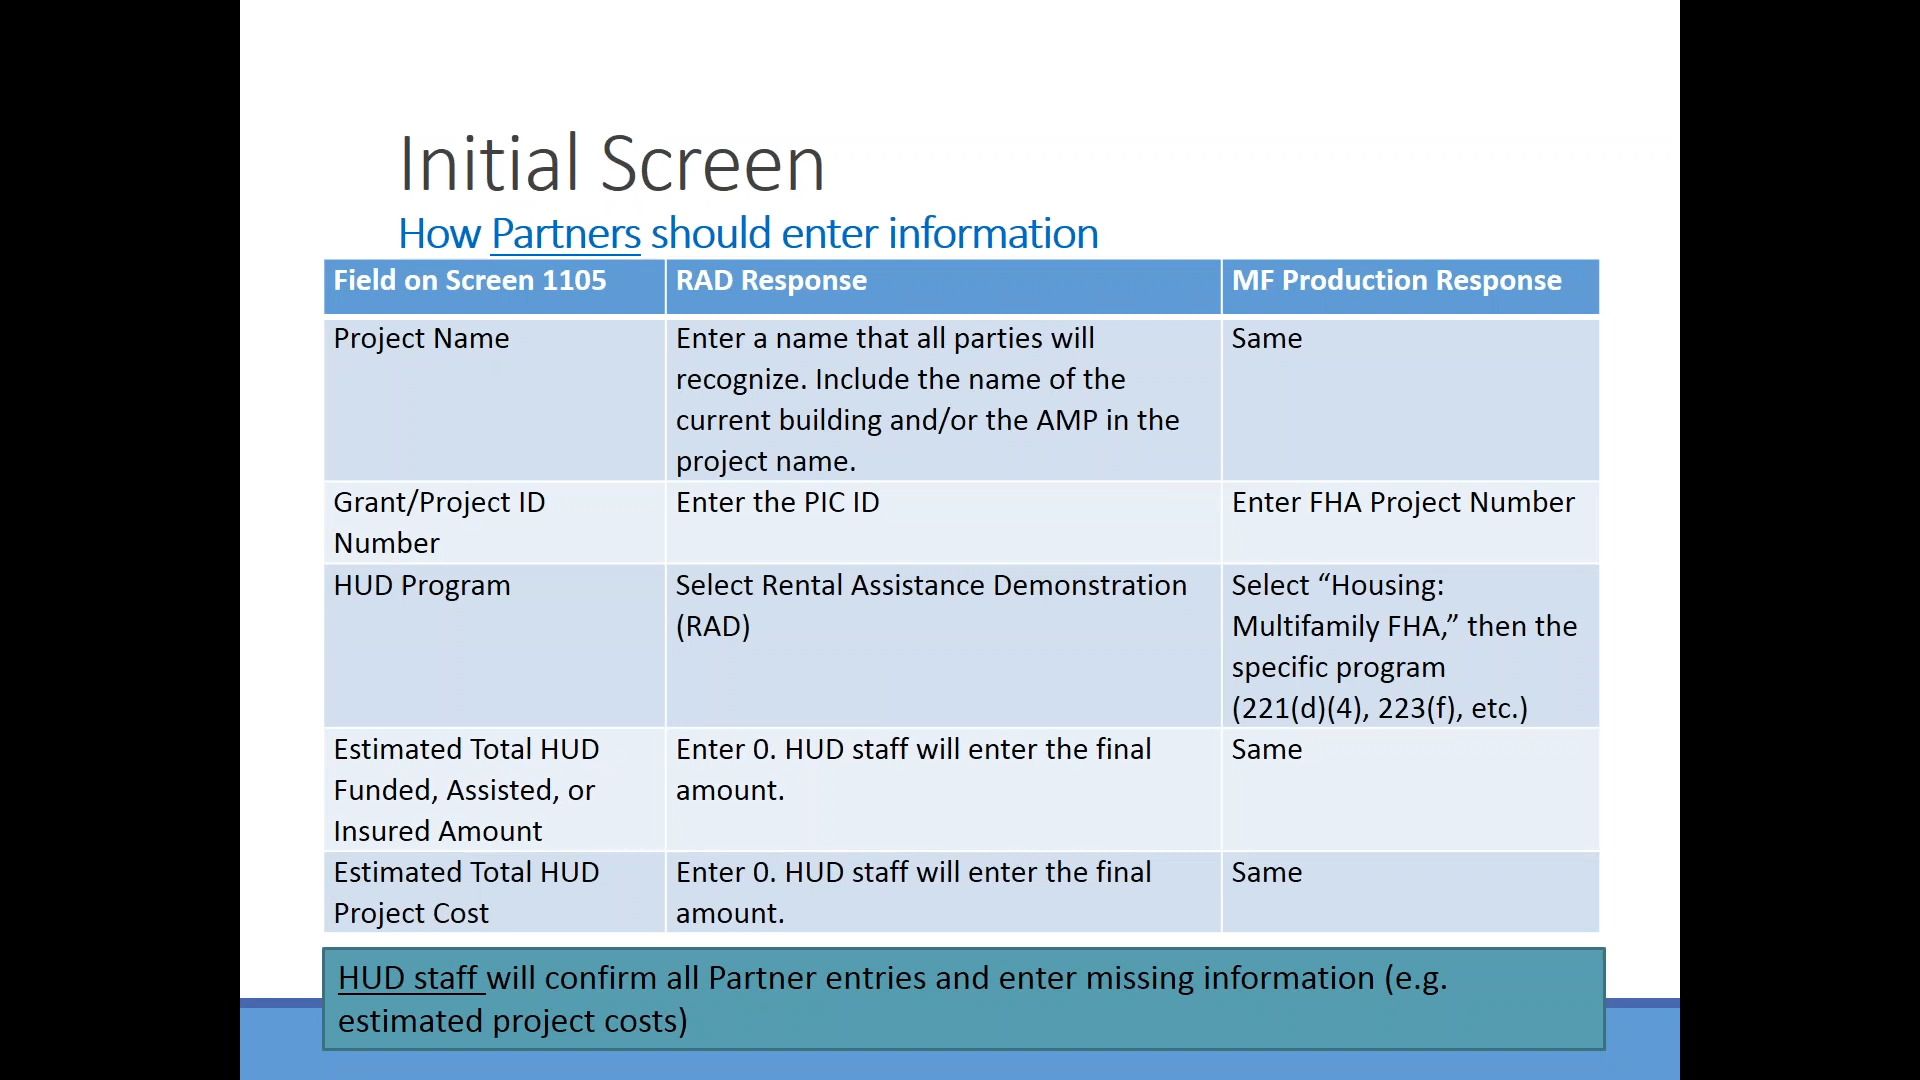 Initial Screen
How Partners should enter information
Field on Screen 1105
RAD Response
MF Production Response
Project Name
Enter a name that all parties will
recognize. Include the name of the
current building and/or the AMP in the
project name.
Same
Grant/Project ID
Number
Enter the PIC ID
Enter FHA Project Number
HUD Program
Select Rental Assistance Demonstration
(RAD)
Select “Housing:
Multifamily FHA,” then the
specific program
(221(d)(4), 223(f), etc.)
Estimated Total HUD
Funded, Assisted, or
Insured Amount
Enter 0. HUD staff will enter the final
amount.
Same
Estimated Total HUD
Project Cost
Enter 0. HUD staff will enter the final
amount.
Same
HUD staff will confirm all Partner entries and enter missing information (e.g.
estimated project costs)